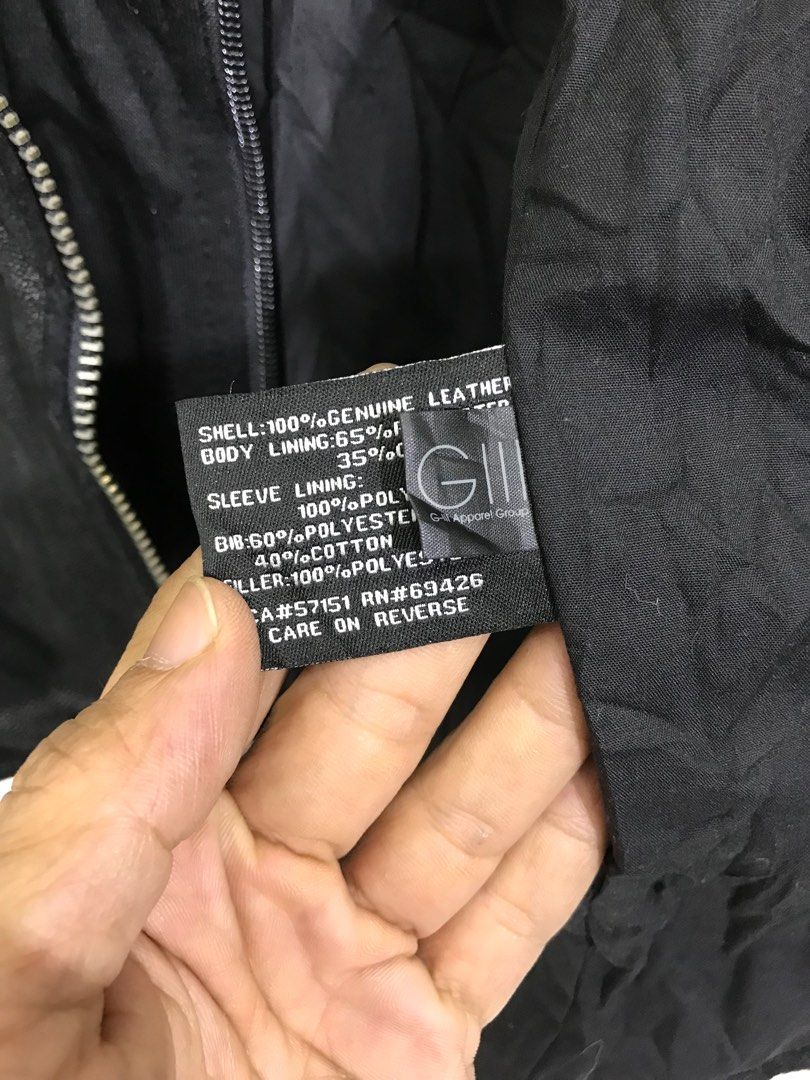 SHELL:100%GENUINE LEATHER
BODY LINING:65%
35%
SLEEVE LINING:
100%POLY
BIB:60%POLYESTE
40%COTTON
FILLER:100%POLYES
CA#57151 RN#69426
CARE ON REVERSE
GIII
G-III Apparel Group